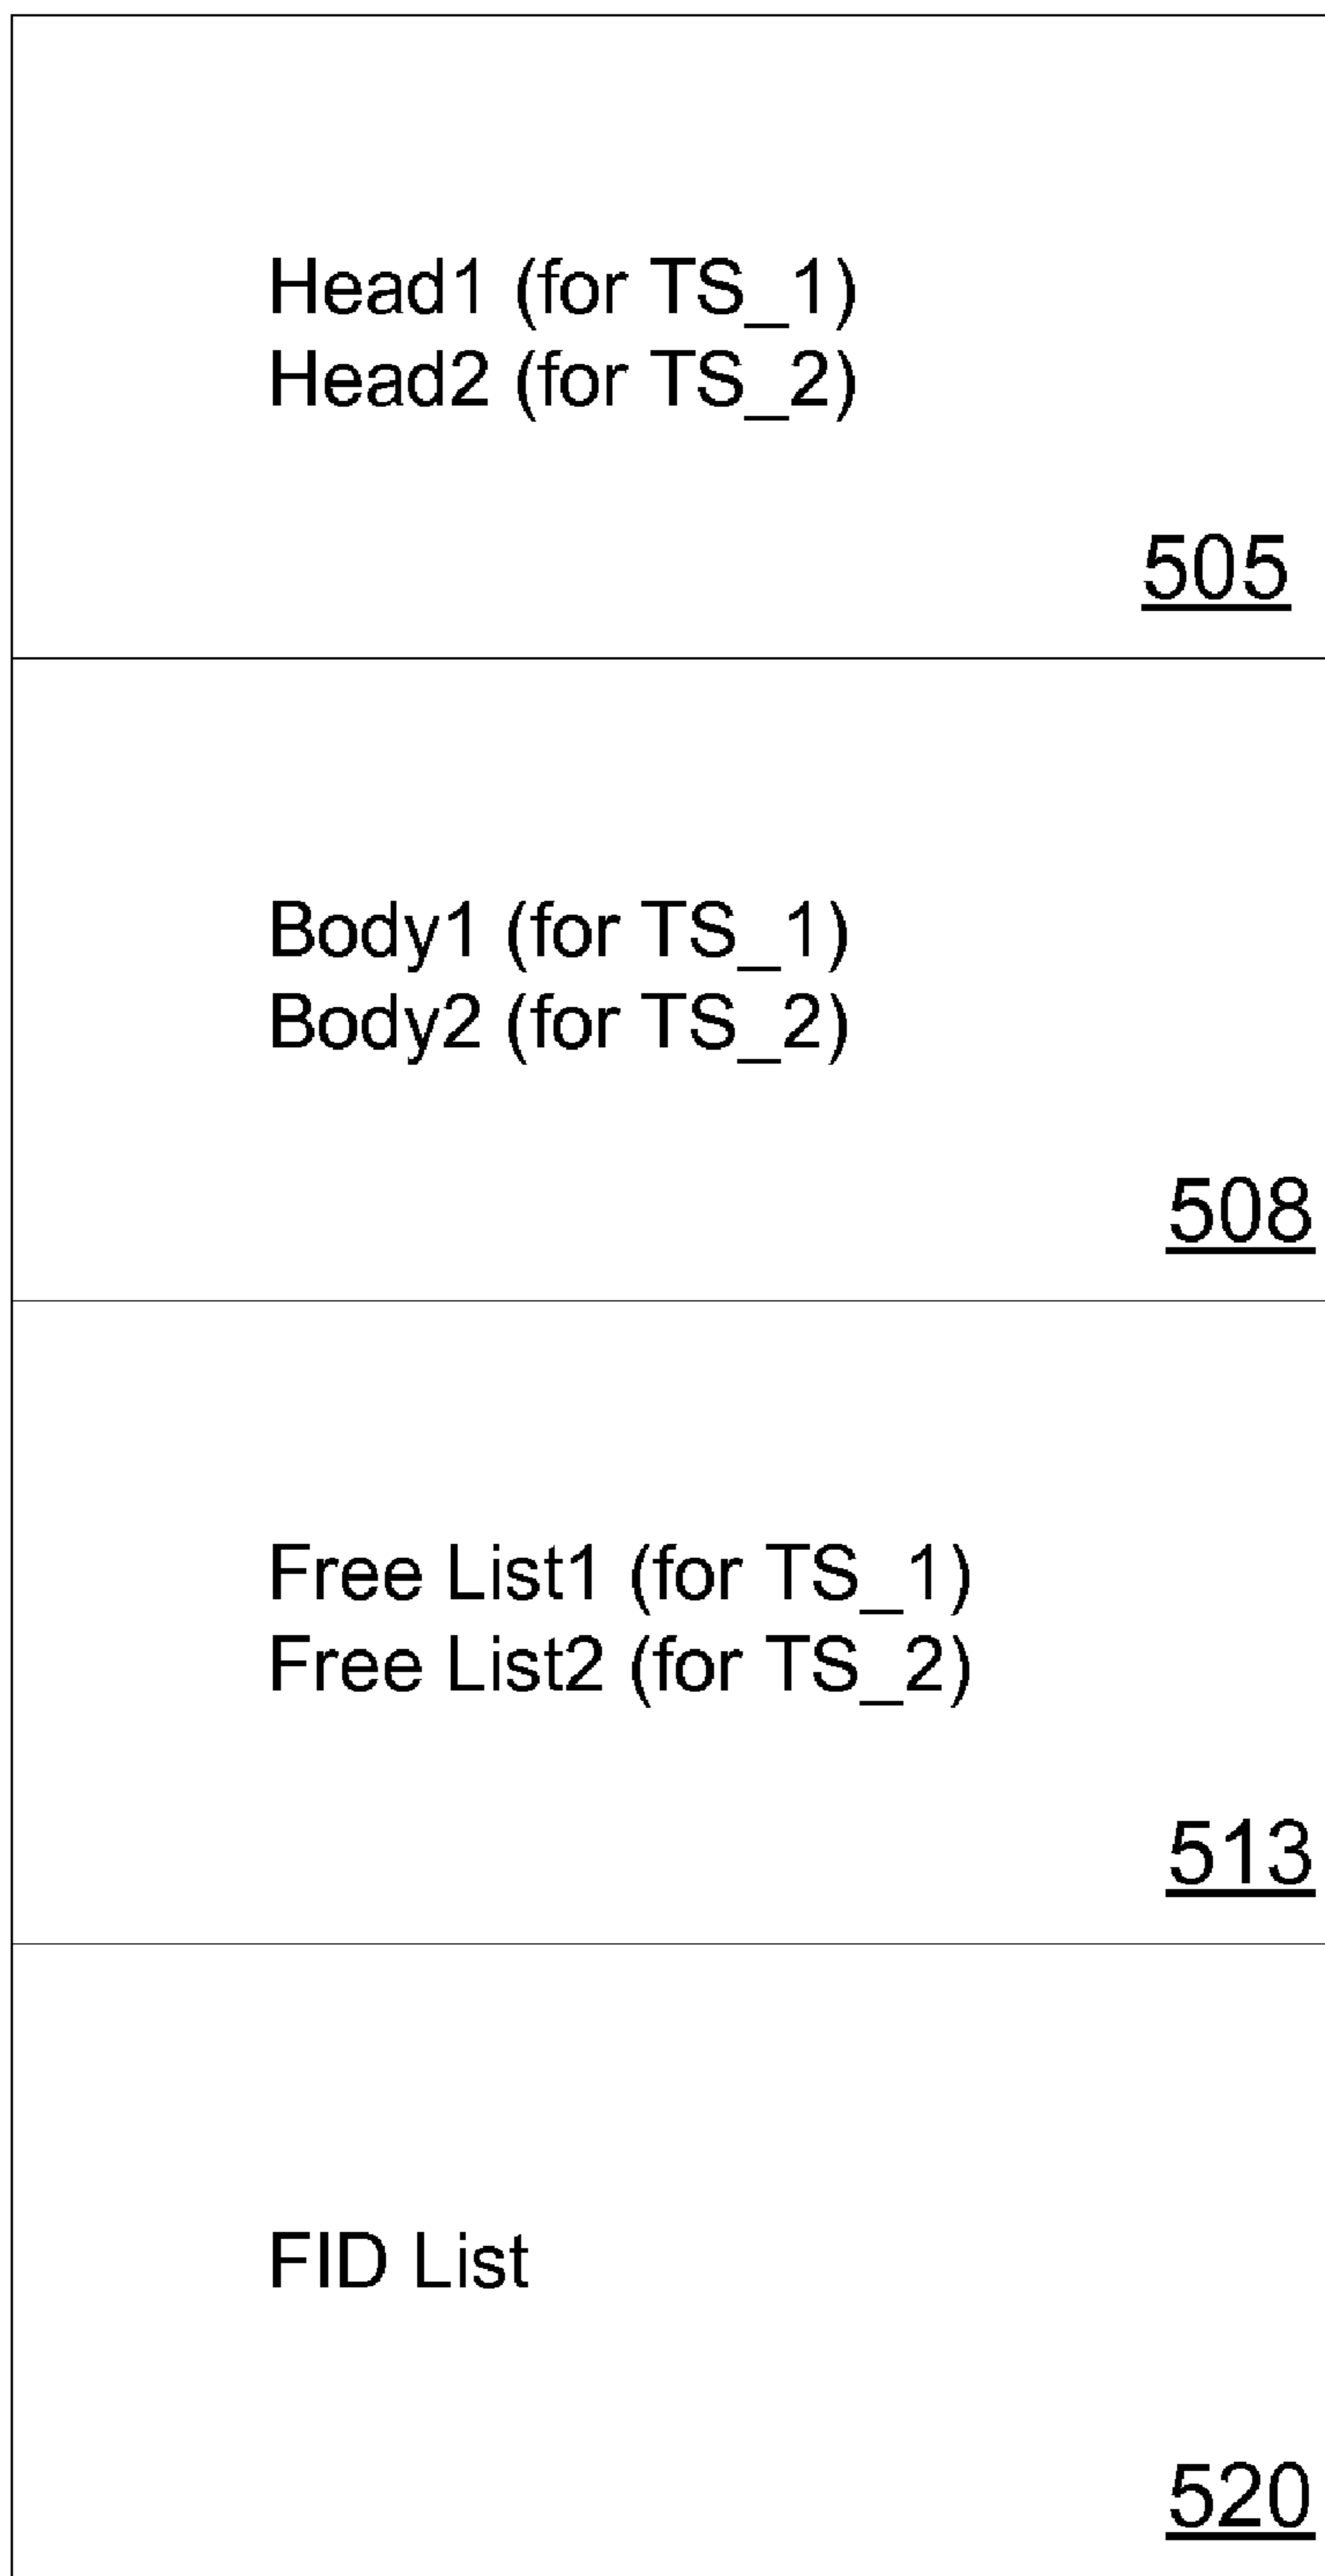 Head1 (for TS_1)
Head2 (for TS_2)
505
Body1 (for TS_1)
Body2 (for TS_2)
508
Free List1 (for TS_1)
Free List2 (for TS_2)
513
FID List
520